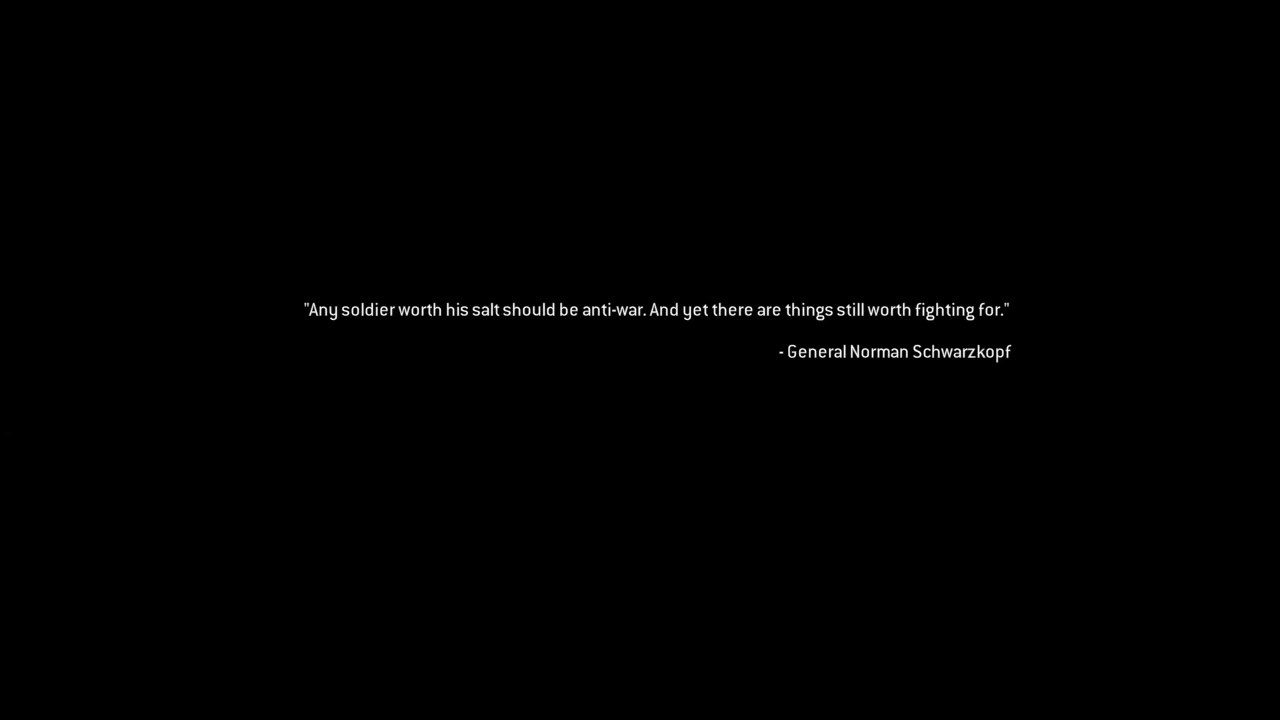 "Any soldier worth his salt should be anti-war. And yet there are things still worth fighting for."
- General Norman Schwarzkopf